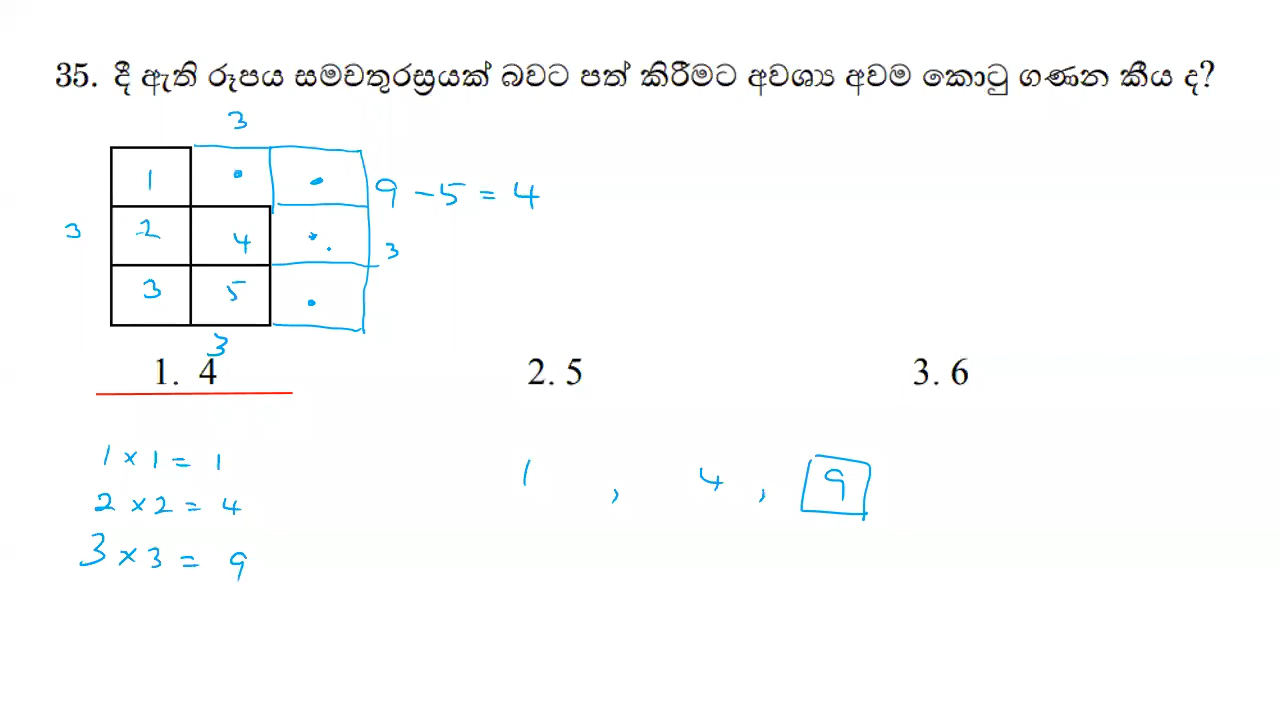 35. දී ඇති රූපය සමචතුරස්‍රයක් බවට පත් කිරීමට අවශ්‍ය අවම කොටු ගණන කීය ද?
3
1
9 - 5 = 4
3 2 4 3
3 5
3
1. 4 2. 5 3. 6
1 × 1 = 1
1 , 4 , 9
2 × 2 = 4
3 × 3 = 9